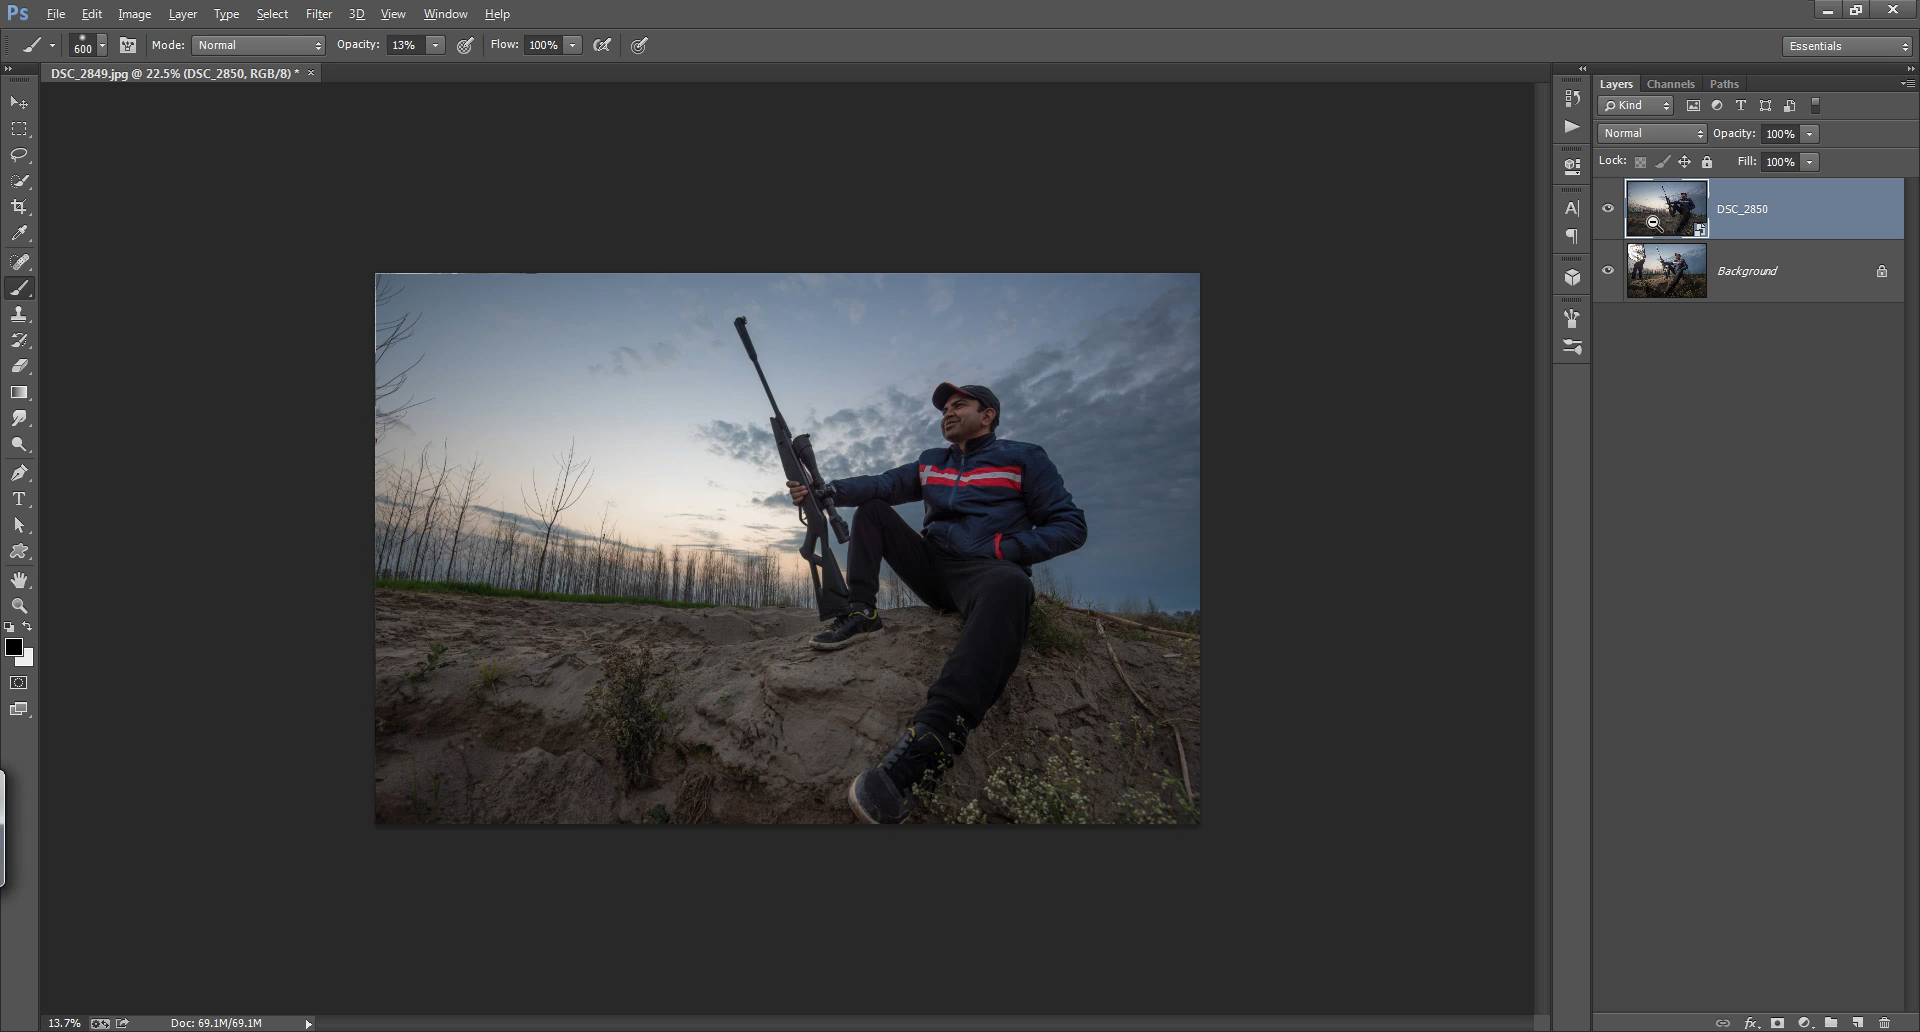 Ps File Edit Image Layer Type Select Filter 3D View Window Help
600 Mode: Normal Opacity: 13% Flow: 100% Essentials
DSC_2849.jpg @ 22.5% (DSC_2850, RGB/8) * ×
Layers Channels Paths
Kind
Normal Opacity: 100%
Lock: Fill: 100%
DSC_2850
Background
13.7% Doc: 69.1M/69.1M